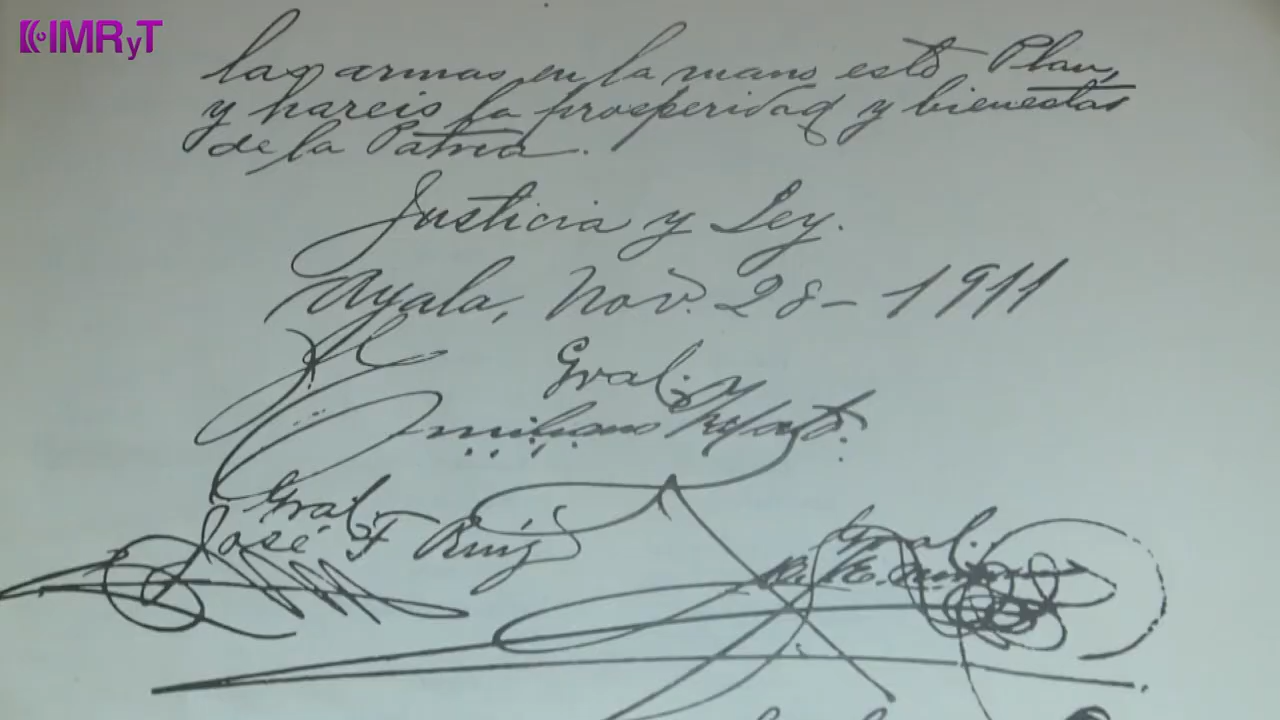 IMRyT
las armas en la mano este Plan,
y hareis la prosperidad y bienestar
de la Patria.
Justicia y Ley.
Ayala, Nov. 28 - 1911
Gral.
Emiliano Zapata.
Gral.
José F Ruiz
Gral.